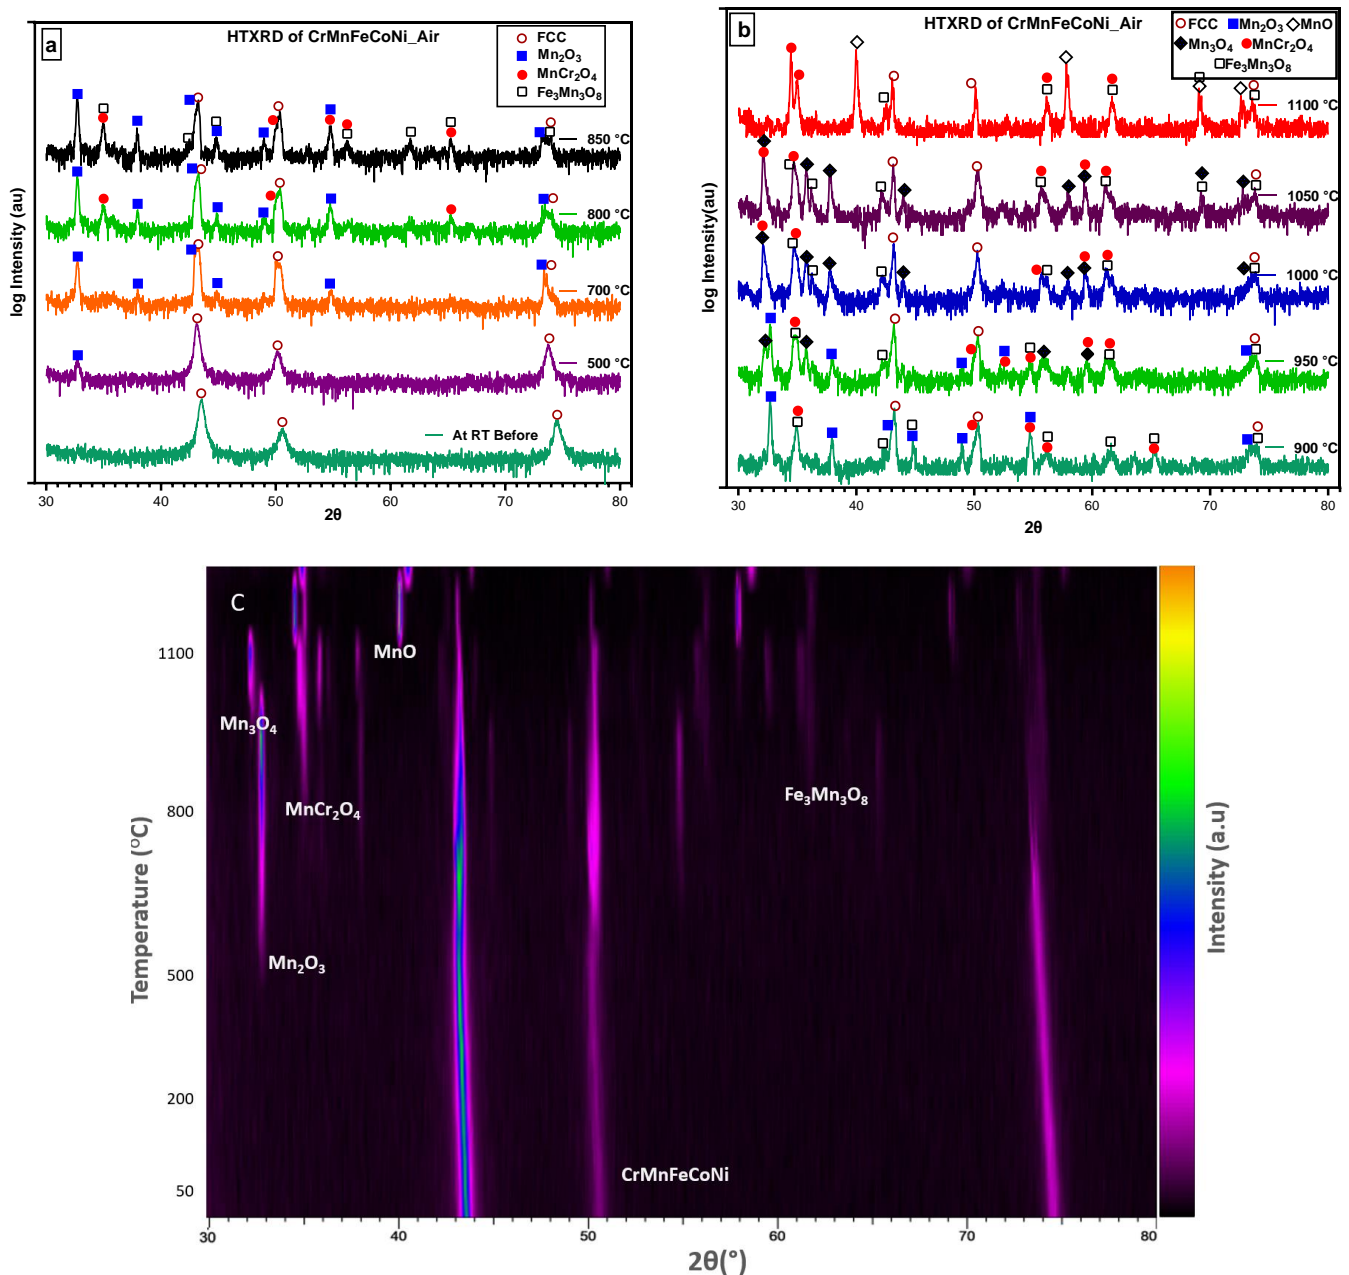 a
HTXRD of CrMnFeCoNi_Air
FCC
Mn₂O₃
MnCr₂O₄
Fe₃Mn₃O₈
850 °C
800 °C
700 °C
500 °C
At RT Before
log Intensity(au)
30 40 50 60 70 80
2θ
b
HTXRD of CrMnFeCoNi_Air
FCC Mn₂O₃ MnO
Mn₃O₄ MnCr₂O₄
Fe₃Mn₃O₈
1100 °C
1050 °C
1000 °C
950 °C
900 °C
log Intensity(au)
30 40 50 60 70 80
2θ
C
MnO
Mn₃O₄
MnCr₂O₄
Fe₃Mn₃O₈
Mn₂O₃
CrMnFeCoNi
1100
800
500
200
50
Temperature (°C)
30 40 50 60 70 80
2θ(°)
Intensity (a.u)